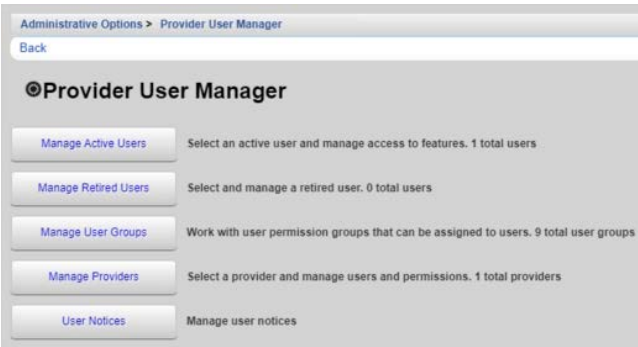 Administrative Options > Provider User Manager
Back
Provider User Manager
Manage Active Users Select an active user and manage access to features. 1 total users
Manage Retired Users Select and manage a retired user. 0 total users
Manage User Groups Work with user permission groups that can be assigned to users. 9 total user groups
Manage Providers Select a provider and manage users and permissions. 1 total providers
User Notices Manage user notices